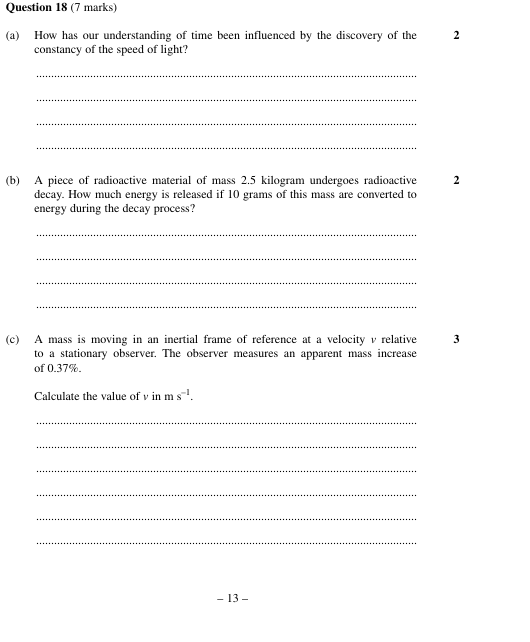 Question 18 (7 marks)
(a) How has our understanding of time been influenced by the discovery of the 2
constancy of the speed of light?
(b) A piece of radioactive material of mass 2.5 kilogram undergoes radioactive 2
decay. How much energy is released if 10 grams of this mass are converted to
energy during the decay process?
(c) A mass is moving in an inertial frame of reference at a velocity v relative 3
to a stationary observer. The observer measures an apparent mass increase
of 0.37%.
Calculate the value of v in m s⁻¹.
– 13 –